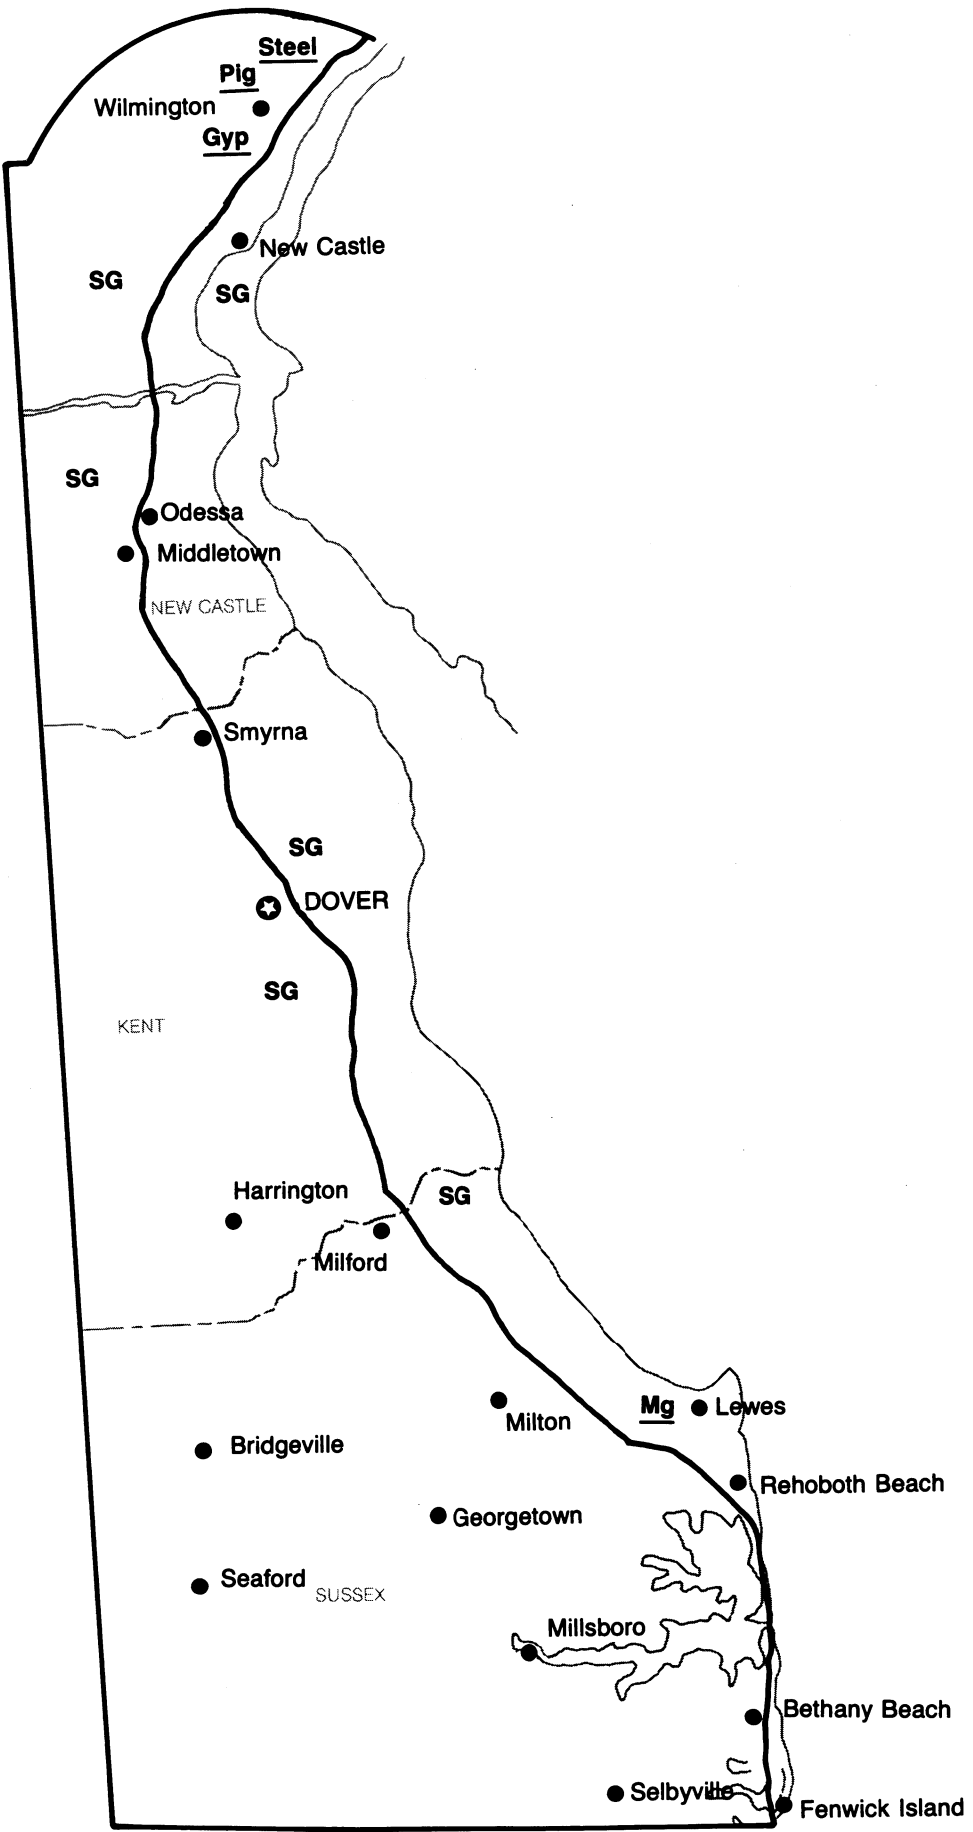 Steel
Pig
Wilmington
Gyp
New Castle
SG
SG
SG
Odessa
Middletown
NEW CASTLE
Smyrna
SG
DOVER
SG
KENT
Harrington
SG
Milford
Mg
Lewes
Milton
Bridgeville
Rehoboth Beach
Georgetown
Seaford
SUSSEX
Millsboro
Bethany Beach
Selbyville
Fenwick Island